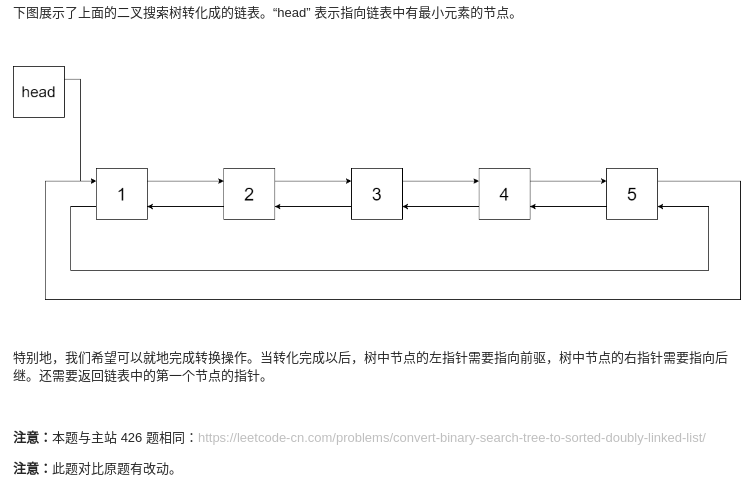 下图展示了上面的二叉搜索树转化成的链表。“head” 表示指向链表中有最小元素的节点。
head
1 2 3 4 5
特别地，我们希望可以就地完成转换操作。当转化完成以后，树中节点的左指针需要指向前驱，树中节点的右指针需要指向后
继。还需要返回链表中的第一个节点的指针。
注意：本题与主站 426 题相同：https://leetcode-cn.com/problems/convert-binary-search-tree-to-sorted-doubly-linked-list/
注意：此题对比原题有改动。